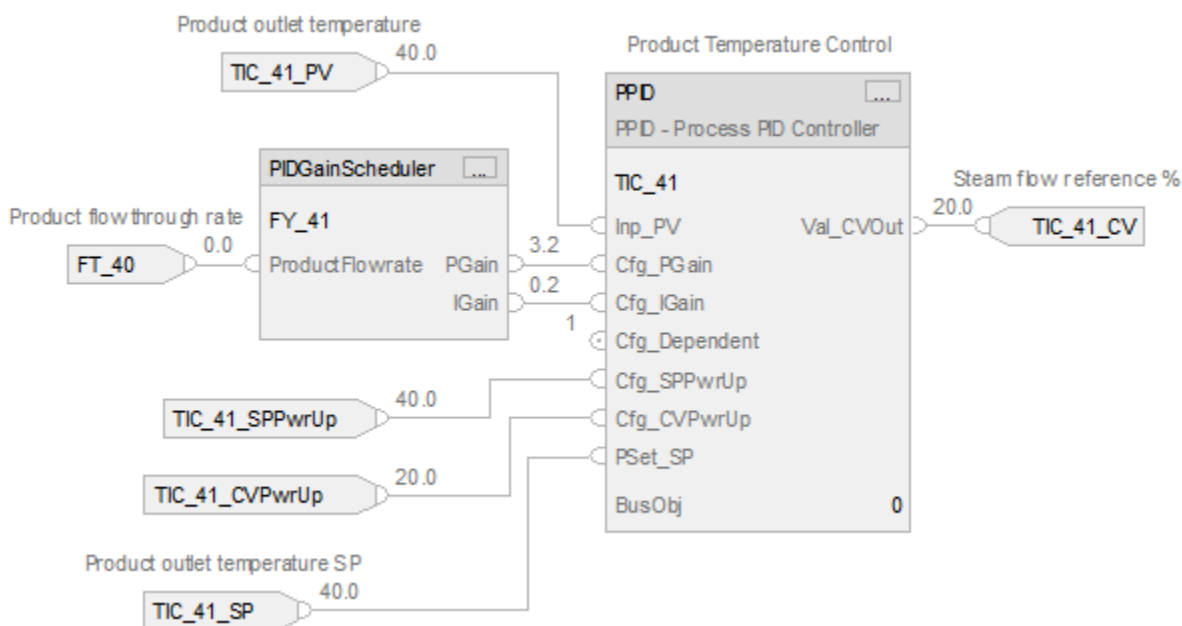 Product outlet temperature
TIC_41_PV
40.0
Product Temperature Control
PPID
...
PPID - Process PID Controller
TIC_41
Inp_PV
Val_CVOut
Cfg_PGain
Cfg_IGain
Cfg_Dependent
Cfg_SPPwrUp
Cfg_CVPwrUp
PSet_SP
BusObj
0
PIDGainScheduler
...
FY_41
ProductFlowrate
PGain
IGain
3.2
0.2
1
Product flow through rate
FT_40
0.0
Steam flow reference %
20.0
TIC_41_CV
TIC_41_SPPwrUp
40.0
TIC_41_CVPwrUp
20.0
Product outlet temperature SP
TIC_41_SP
40.0